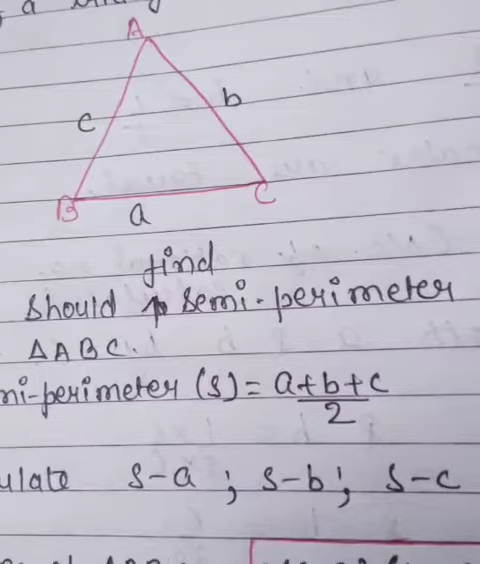 a
A
c
b
B
C
a
find
should semi-perimeter
ΔABC.
mi-perimeter (s) = a+b+c
2
ulate s-a ; s-b ; s-c